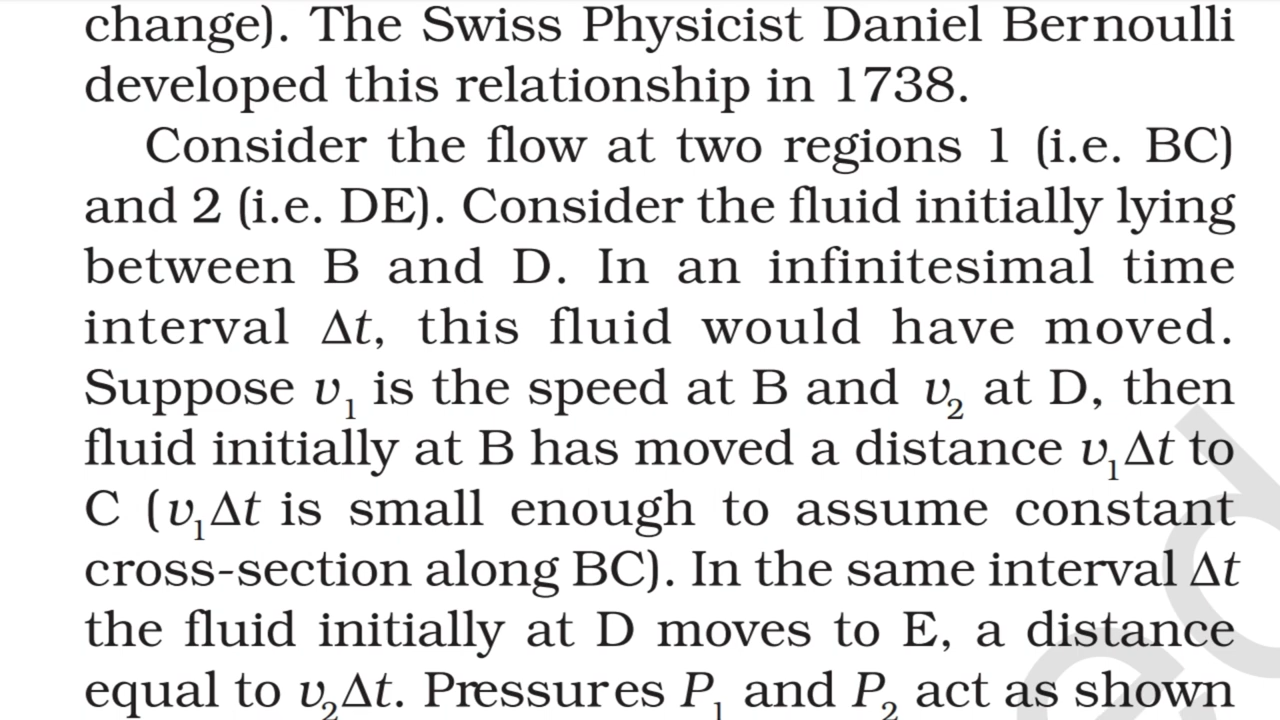 change). The Swiss Physicist Daniel Bernoulli
developed this relationship in 1738.
Consider the flow at two regions 1 (i.e. BC)
and 2 (i.e. DE). Consider the fluid initially lying
between B and D. In an infinitesimal time
interval Δt, this fluid would have moved.
Suppose v₁ is the speed at B and v₂ at D, then
fluid initially at B has moved a distance v₁Δt to
C (v₁Δt is small enough to assume constant
cross-section along BC). In the same interval Δt
the fluid initially at D moves to E, a distance
equal to v₂Δt. Pressures P₁ and P₂ act as shown